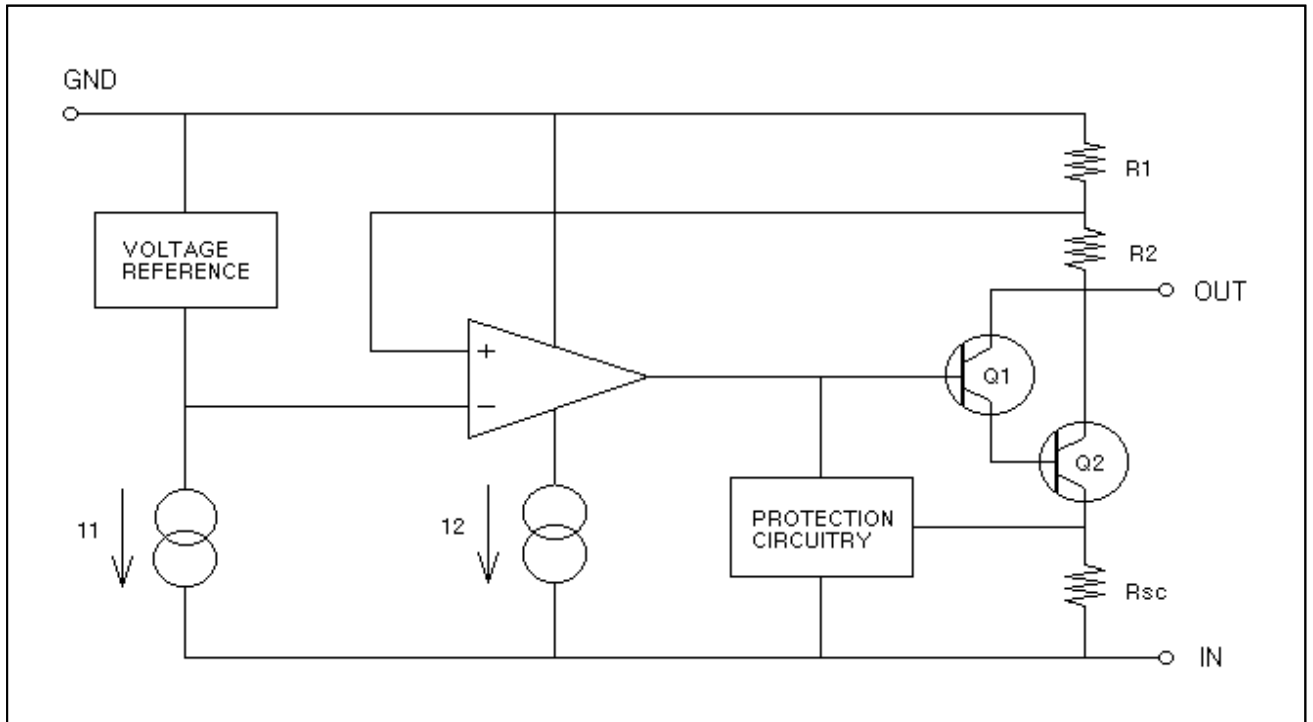 GND
R1
VOLTAGE
REFERENCE
R2
OUT
+
−
Q1
Q2
11
12
PROTECTION
CIRCUITRY
Rsc
IN